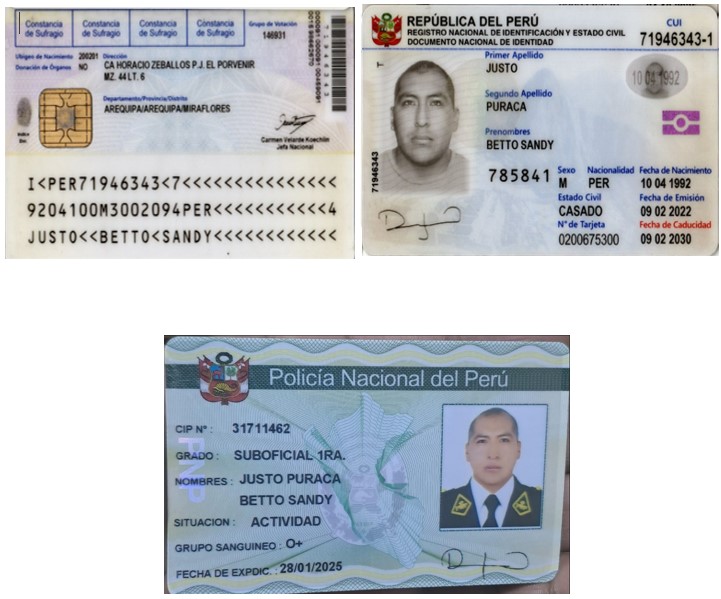 Constancia de Sufragio
Constancia de Sufragio
Constancia de Sufragio
Constancia de Sufragio
Grupo de Votación
146931
Ubigeo de Nacimiento 200201
Donación de Órganos NO
Dirección
CA HORACIO ZEBALLOS P.J. EL PORVENIR
MZ. 44 LT. 6
Departamento/Provincia/Distrito
AREQUIPA/AREQUIPA/MIRAFLORES
Carmen Velarde Koechlin
Jefa Nacional
I<PER71946343<7<<<<<<<<<<<<<<<
9204100M3002094PER<<<<<<<<<<<4
JUSTO<<BETTO<SANDY<<<<<<<<<<<<
REPÚBLICA DEL PERÚ
REGISTRO NACIONAL DE IDENTIFICACIÓN Y ESTADO CIVIL
DOCUMENTO NACIONAL DE IDENTIDAD
CUI
71946343-1
T
Primer Apellido
JUSTO
Segundo Apellido
PURACA
Prenombres
BETTO SANDY
10 04 1992
71946343
785841
Sexo
M
Nacionalidad
PER
Fecha de Nacimiento
10 04 1992
Estado Civil
CASADO
Fecha de Emisión
09 02 2022
N° de Tarjeta
0200675300
Fecha de Caducidad
09 02 2030
Policía Nacional del Perú
CIP N° : 31711462
GRADO : SUBOFICIAL 1RA.
NOMBRES : JUSTO PURACA
BETTO SANDY
SITUACION : ACTIVIDAD
GRUPO SANGUINEO : O+
FECHA DE EXPDIC. : 28/01/2025
PNP